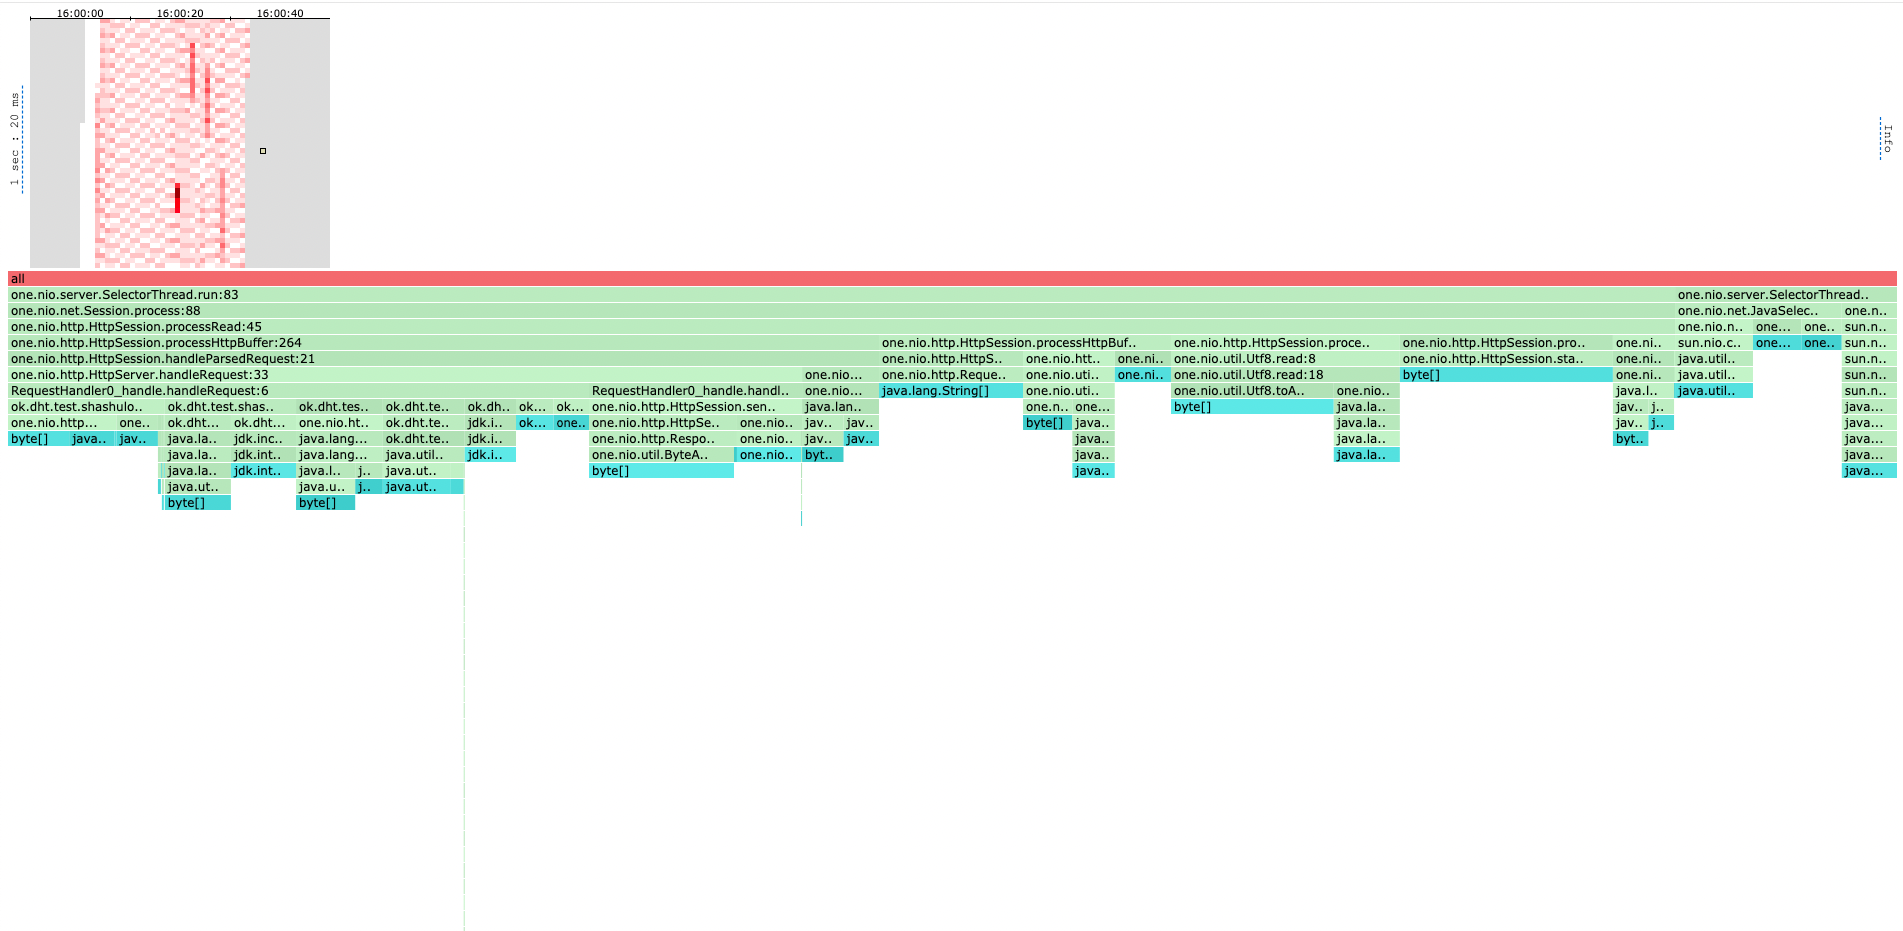 16:00:00 16:00:20 16:00:40
1 sec : 20 ms
Info
all
one.nio.server.SelectorThread.run:83 one.nio.server.SelectorThread..
one.nio.net.Session.process:88 one.nio.net.JavaSelec.. one.n..
one.nio.http.HttpSession.processRead:45 one.nio.n.. one... one.. sun.n..
one.nio.http.HttpSession.processHttpBuffer:264 one.nio.http.HttpSession.processHttpBuf.. one.nio.http.HttpSession.proce.. one.nio.http.HttpSession.pro.. one.ni.. sun.nio.c.. one... one.. sun.n..
one.nio.http.HttpSession.handleParsedRequest:21 one.nio.http.HttpS.. one.nio.htt.. one.ni.. one.nio.util.Utf8.read:8 one.nio.http.HttpSession.sta.. one.ni.. java.util.. sun.n..
one.nio.http.HttpServer.handleRequest:33 one.nio... one.nio.http.Reque.. one.nio.uti.. one.ni.. one.nio.util.Utf8.read:18 byte[] one.ni.. java.util.. sun.n..
RequestHandler0_handle.handleRequest:6 RequestHandler0_handle.handl.. one.nio... java.lang.String[] one.nio.uti.. one.nio.util.Utf8.toA.. one.nio.. java.l.. java.util.. sun.n..
ok.dht.test.shashulo.. ok.dht.test.shas.. ok.dht.tes.. ok.dht.te.. ok.dh.. ok... ok... one.nio.http.HttpSession.sen.. java.lan.. one.n.. one... byte[] java.la.. jav.. j.. java...
one.nio.http... one.. ok.dht... ok.dht... one.nio.ht.. ok.dht.te.. jdk.i.. ok... one.. one.nio.http.HttpSe.. one.nio.. jav.. jav.. byte[] java.. java.la.. jav.. j.. java...
byte[] java.. jav.. java.la.. jdk.inc.. java.lang... ok.dht.te.. jdk.i.. one.nio.http.Respo.. one.nio.. jav.. jav.. java.. java.la.. byt.. java...
java.la.. jdk.int.. java.lang... java.util.. jdk.i.. one.nio.util.ByteA.. one.nio.. byt.. java.. java.la.. java...
java.la.. jdk.int.. java.l.. j.. java.ut.. byte[] java.. java...
java.ut.. java.u.. j.. java.ut..
byte[] byte[]